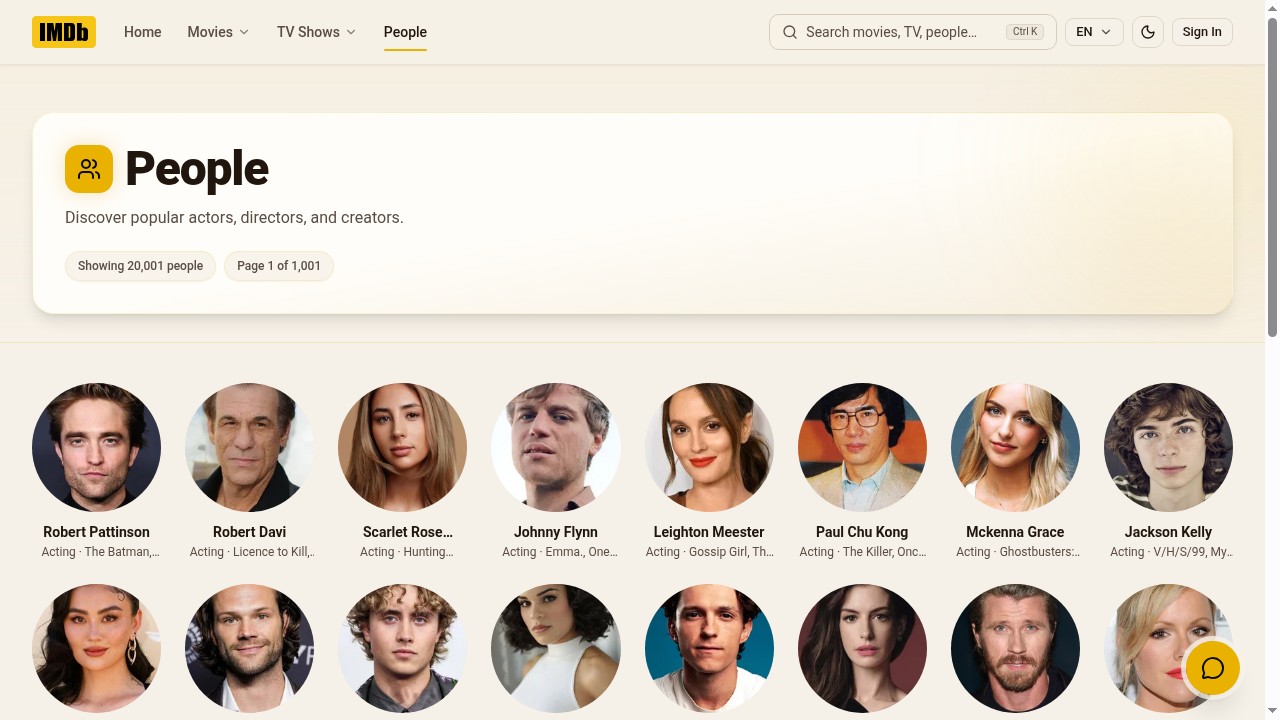 IMDb
Home
Movies
TV Shows
People
Search movies, TV, people...
Ctrl K
EN
Sign In
People
Discover popular actors, directors, and creators.
Showing 20,001 people
Page 1 of 1,001
Robert Pattinson
Robert Davi
Scarlet Rose...
Johnny Flynn
Leighton Meester
Paul Chu Kong
Mckenna Grace
Jackson Kelly
Acting · The Batman,...
Acting · Licence to Kill,...
Acting · Hunting...
Acting · Emma., One...
Acting · Gossip Girl, Th...
Acting · The Killer, Onc...
Acting · Ghostbusters:...
Acting · V/H/S/99, My...